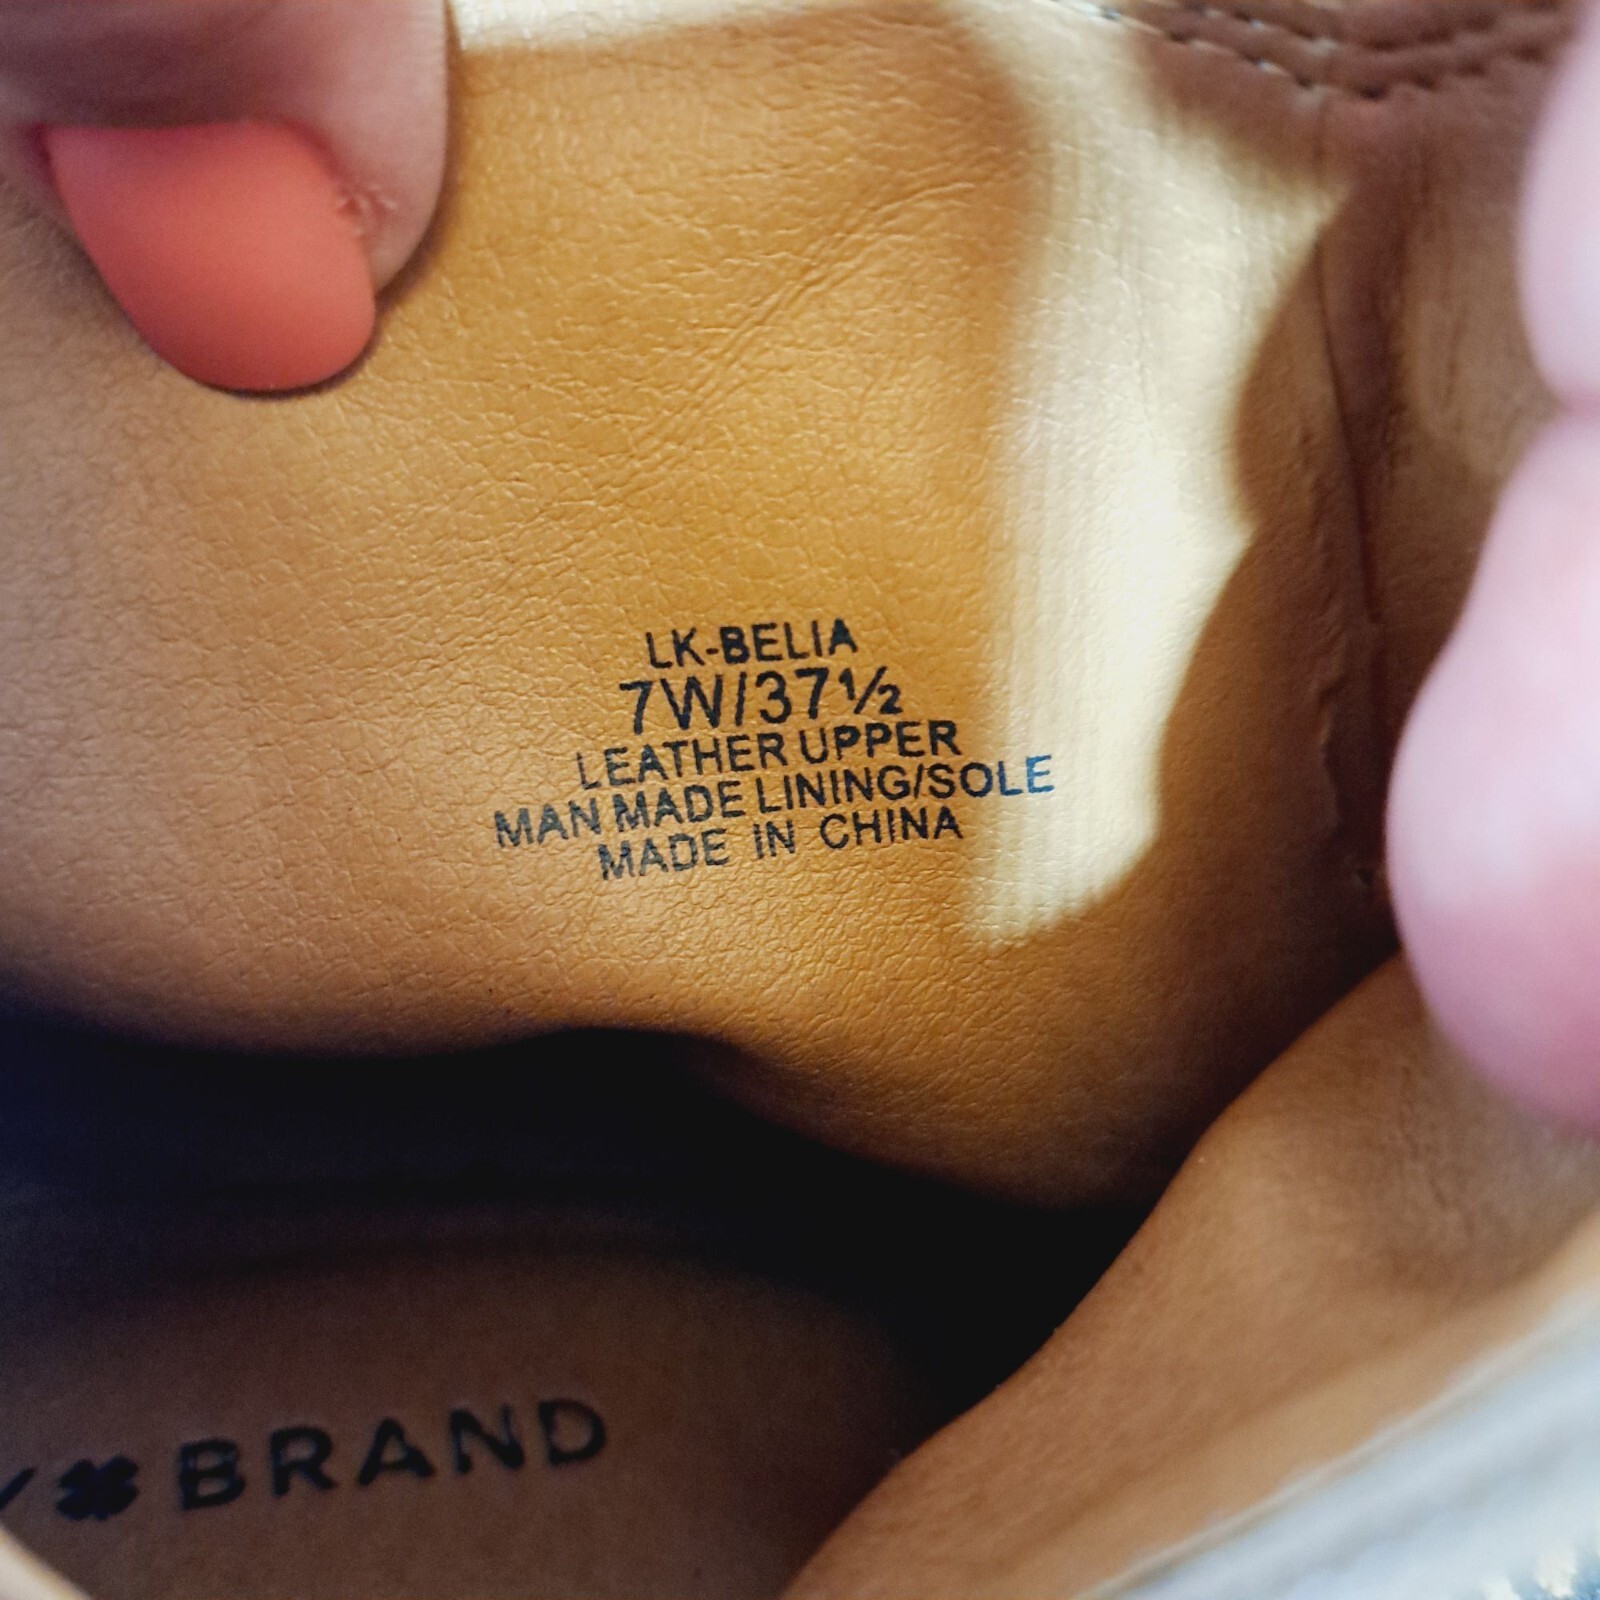 LK-BELIA
7W/37½
LEATHER UPPER
MAN MADE LINING/SOLE
MADE IN CHINA
Y BRAND